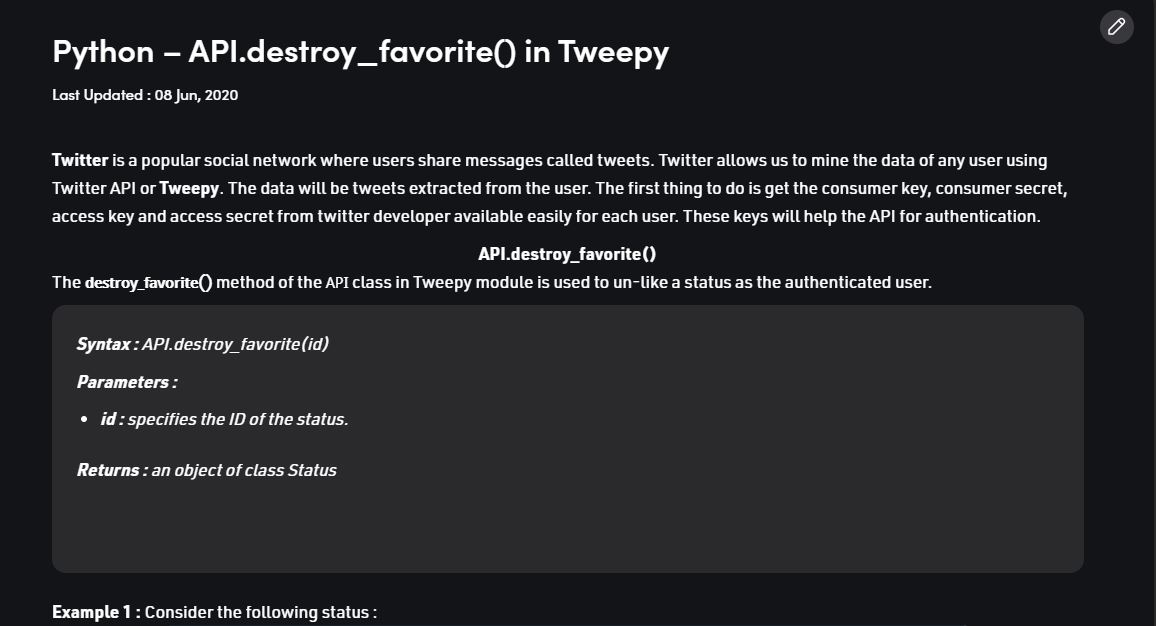 Python – API.destroy_favorite() in Tweepy
Last Updated : 08 Jun, 2020
Twitter is a popular social network where users share messages called tweets. Twitter allows us to mine the data of any user using
Twitter API or Tweepy. The data will be tweets extracted from the user. The first thing to do is get the consumer key, consumer secret,
access key and access secret from twitter developer available easily for each user. These keys will help the API for authentication.
API.destroy_favorite()
The destroy_favorite() method of the API class in Tweepy module is used to un-like a status as the authenticated user.
Syntax : API.destroy_favorite(id)
Parameters :
• id : specifies the ID of the status.
Returns : an object of class Status
Example 1 : Consider the following status :